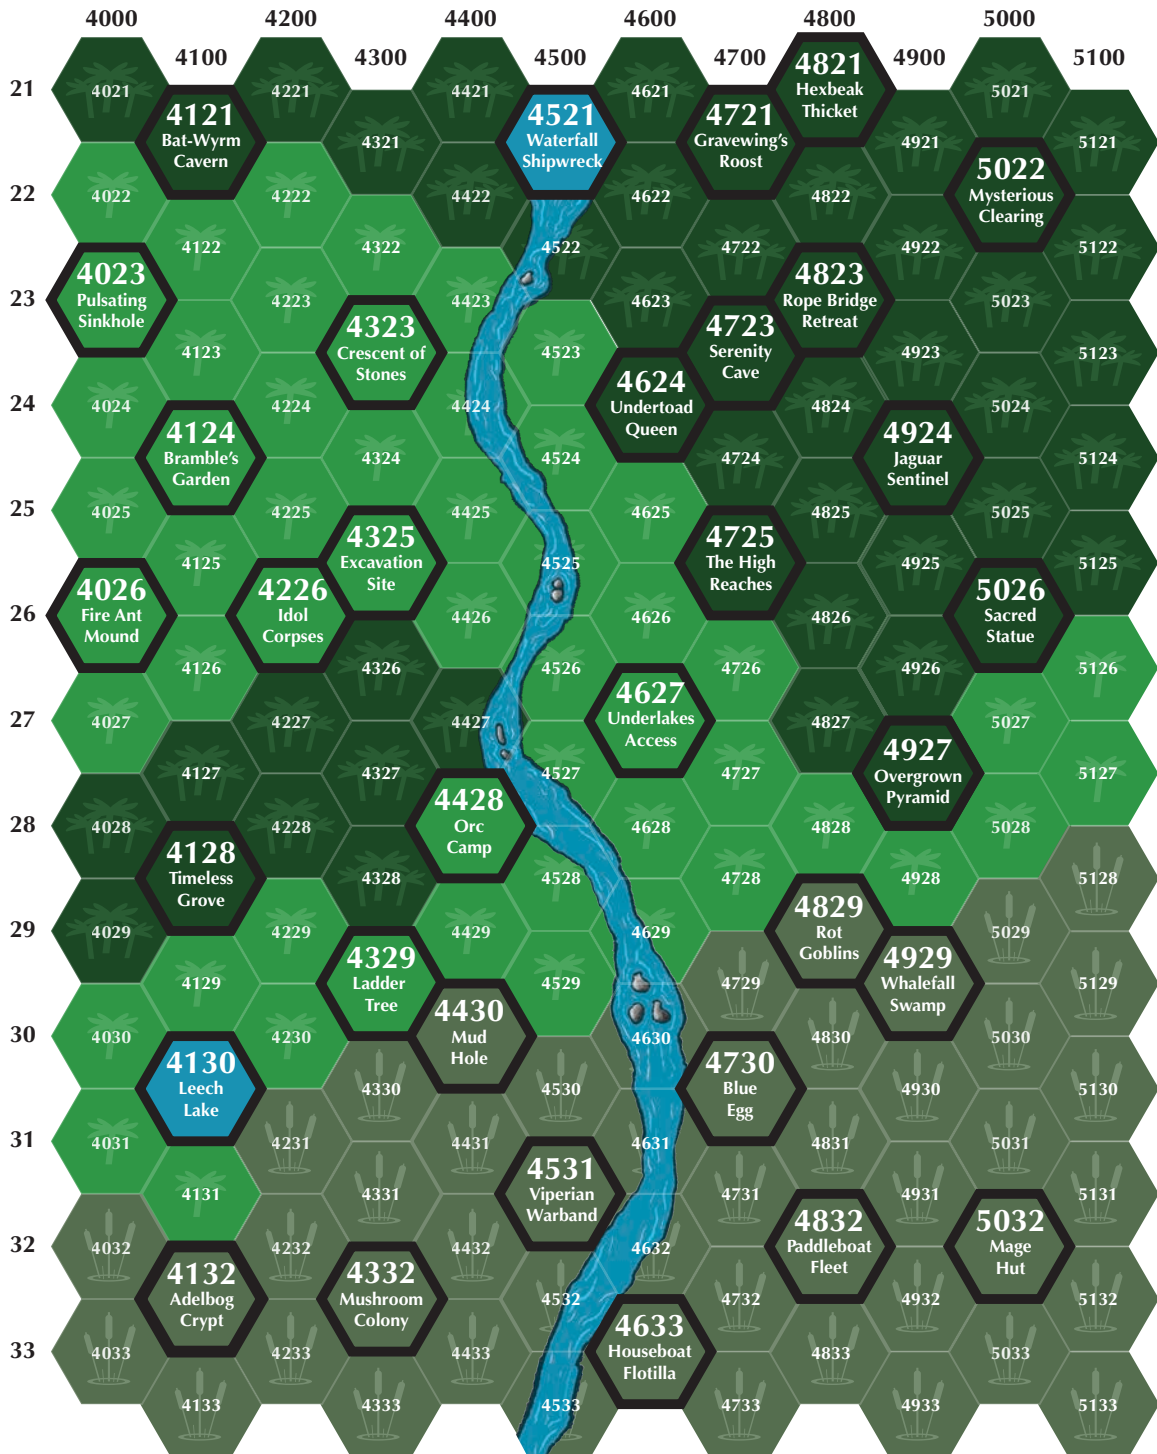 4000 4200 4400 4600 4800 5000
4100 4300 4500 4700 4900 5100
21
4021 4221 4421 4621 5021
4821
Hexbeak
Thicket
4121
Bat-Wyrm
Cavern
4321
4521
Waterfall
Shipwreck
4721
Gravewing's
Roost
4921 5121
22
4022 4222 4422 4622 4822
5022
Mysterious
Clearing
4122 4322 4522 4722 4922 5122
23
4023
Pulsating
Sinkhole
4223 4423 4623
4823
Rope Bridge
Retreat
5023
4123
4323
Crescent of
Stones
4523
4723
Serenity
Cave
4923 5123
24
4024 4224 4424
4624
Undertoad
Queen
4824 5024
4124
Bramble's
Garden
4324 4524 4724
4924
Jaguar
Sentinel
5124
25
4025 4225 4425 4625 4825 5025
4125
4325
Excavation
Site
4525
4725
The High
Reaches
4925 5125
26
4026
Fire Ant
Mound
4226
Idol
Corpses
4426 4626 4826
5026
Sacred
Statue
4126 4326 4526 4726 4926 5126
27
4027 4227 4427
4627
Underlakes
Access
4827 5027
4127 4327 4527 4727
4927
Overgrown
Pyramid
5127
28
4028 4228
4428
Orc
Camp
4628 4828 5028
4128
Timeless
Grove
4328 4528 4728 4928 5128
29
4029 4229 4429 4629
4829
Rot
Goblins
5029
4129
4329
Ladder
Tree
4529 4729
4929
Whalefall
Swamp
5129
30
4030 4230
4430
Mud
Hole
4630 4830 5030
4130
Leech
Lake
4330 4530
4730
Blue
Egg
4930 5130
31
4031 4231 4431 4631 4831 5031
4131 4331
4531
Viperian
Warband
4731 4931 5131
32
4032 4232 4432 4632
4832
Paddleboat
Fleet
5032
Mage
Hut
4132
Adelbog
Crypt
4332
Mushroom
Colony
4532 4732 4932 5132
33
4033 4233 4433
4633
Houseboat
Flotilla
4833 5033
4133 4333 4533 4733 4933 5133